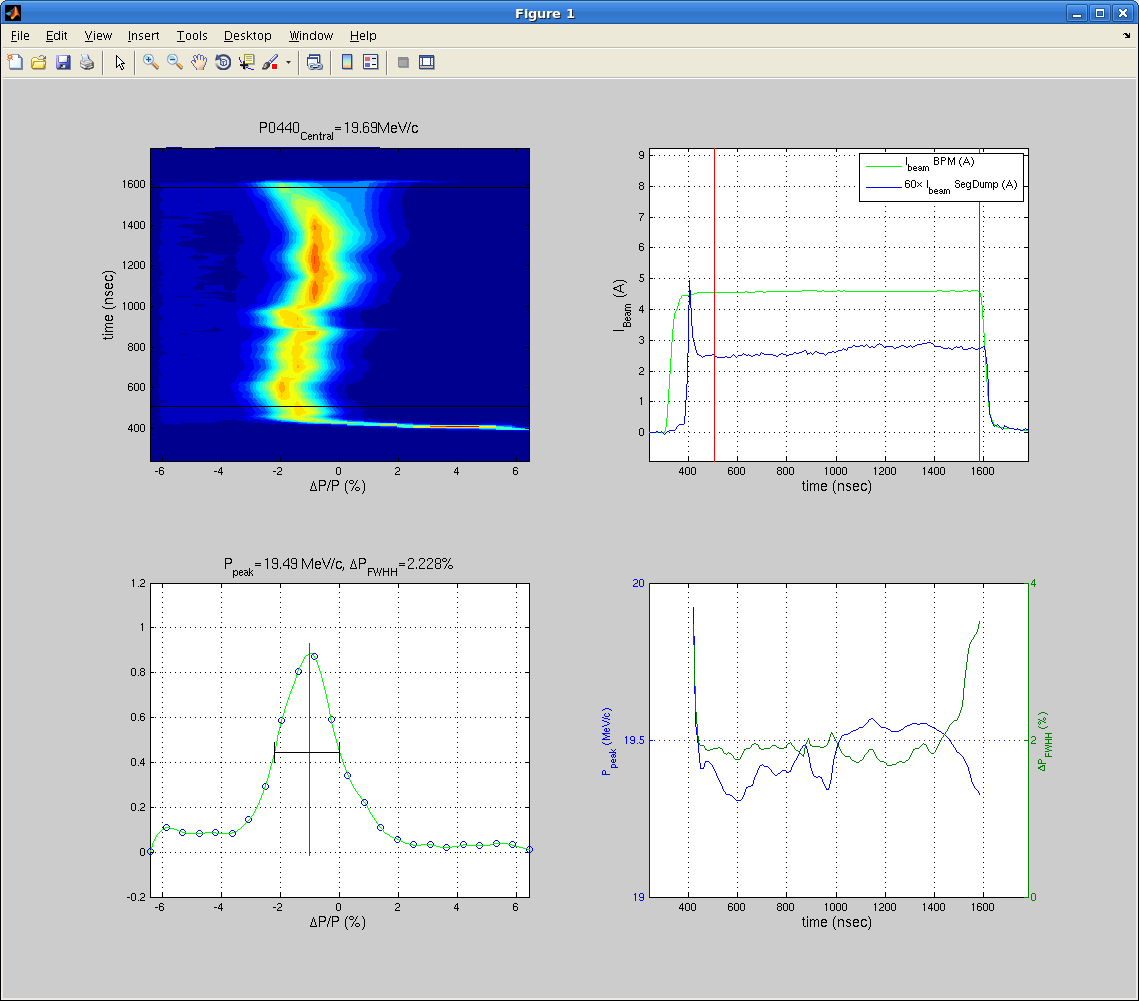 Figure 1
File Edit View Insert Tools Desktop Window Help
P0440Central=19.69MeV/c
1600
1400
1200
1000
800
600
400
time (nsec)
-6 -4 -2 0 2 4 6
ΔP/P (%)
9
8
7
6
5
4
3
2
1
0
IBeam (A)
Ibeam BPM (A)
60× Ibeam SegDump (A)
400 600 800 1000 1200 1400 1600
time (nsec)
Ppeak=19.49 MeV/c, ΔPFWHH=2.228%
1.2
1
0.8
0.6
0.4
0.2
0
-0.2
-6 -4 -2 0 2 4 6
ΔP/P (%)
20
19.5
19
Ppeak (MeV/c)
4
2
0
ΔPFWHH (%)
400 600 800 1000 1200 1400 1600
time (nsec)